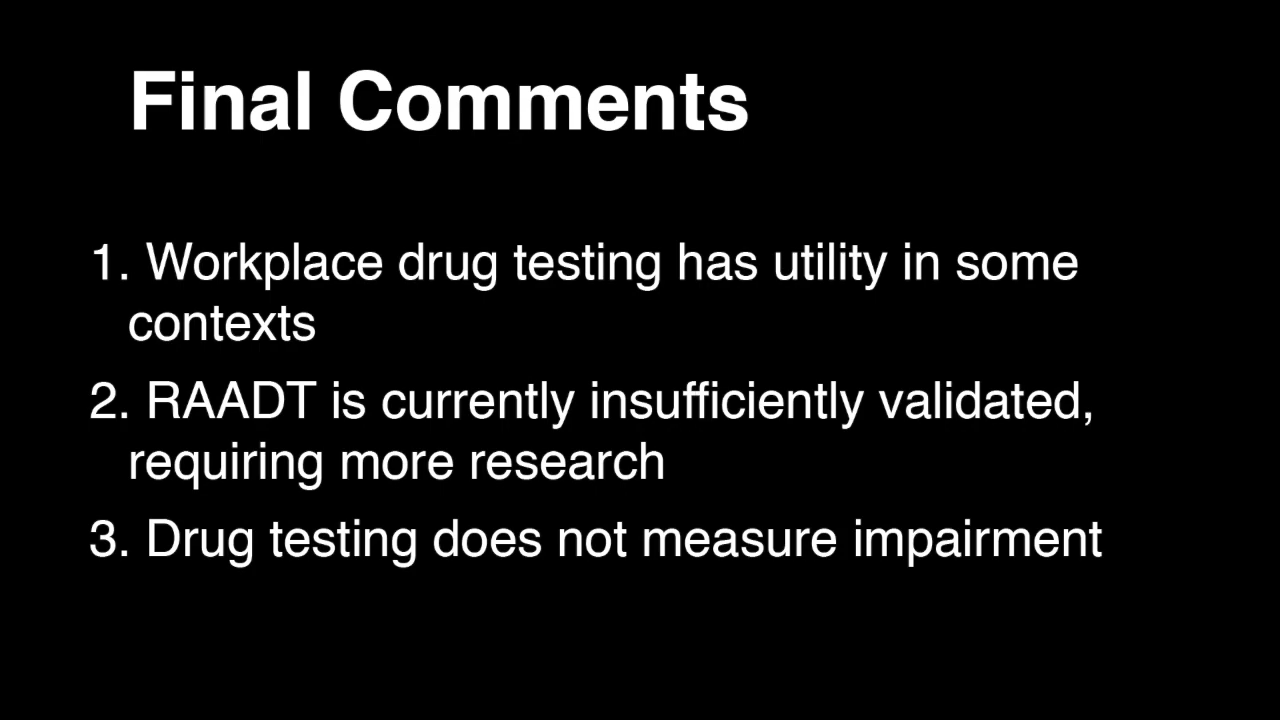 Final Comments
1. Workplace drug testing has utility in some
contexts
2. RAADT is currently insufficiently validated,
requiring more research
3. Drug testing does not measure impairment